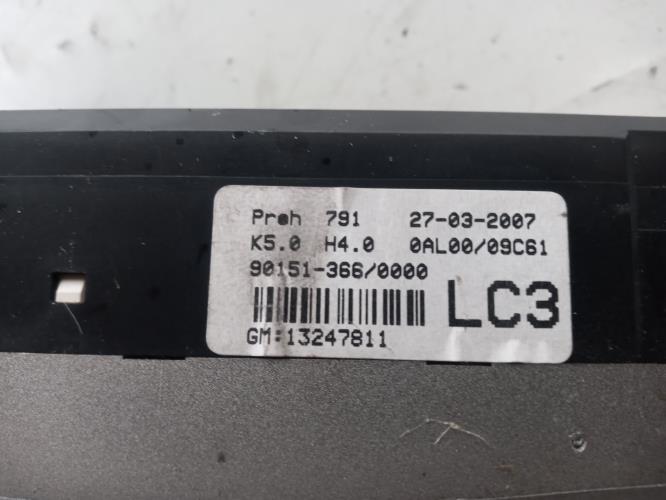 Preh 791 27-03-2007
K5.0 H4.0 0AL00/09C61
90151-366/0000
LC3
GM:13247811